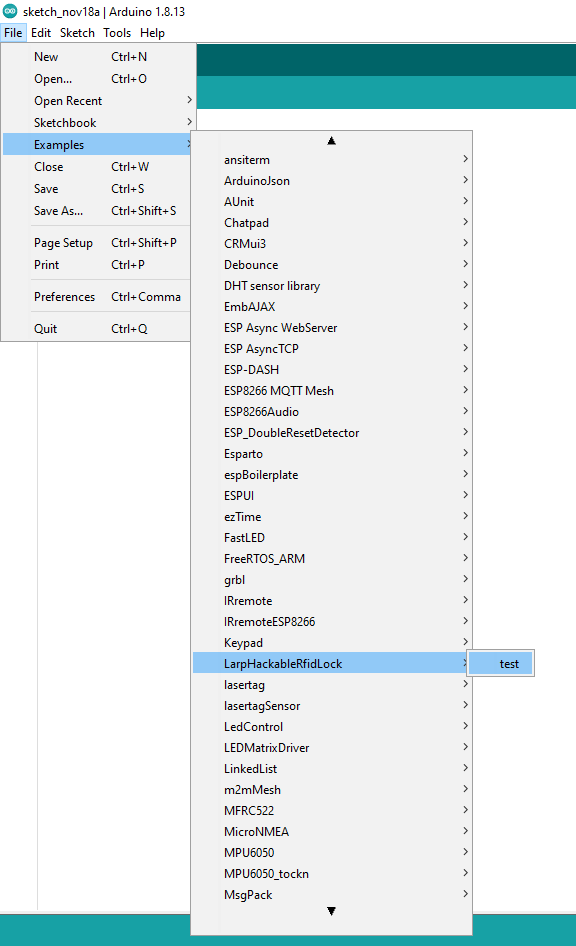 sketch_nov18a | Arduino 1.8.13
File Edit Sketch Tools Help
New Ctrl+N
Open... Ctrl+O
Open Recent
Sketchbook
Examples
Close Ctrl+W
Save Ctrl+S
Save As... Ctrl+Shift+S
Page Setup Ctrl+Shift+P
Print Ctrl+P
Preferences Ctrl+Comma
Quit Ctrl+Q
ansiterm
ArduinoJson
AUnit
Chatpad
CRMui3
Debounce
DHT sensor library
EmbAJAX
ESP Async WebServer
ESP AsyncTCP
ESP-DASH
ESP8266 MQTT Mesh
ESP8266Audio
ESP_DoubleResetDetector
Esparto
espBoilerplate
ESPUI
ezTime
FastLED
FreeRTOS_ARM
grbl
IRremote
IRremoteESP8266
Keypad
LarpHackableRfidLock
test
lasertag
lasertagSensor
LedControl
LEDMatrixDriver
LinkedList
m2mMesh
MFRC522
MicroNMEA
MPU6050
MPU6050_tockn
MsgPack